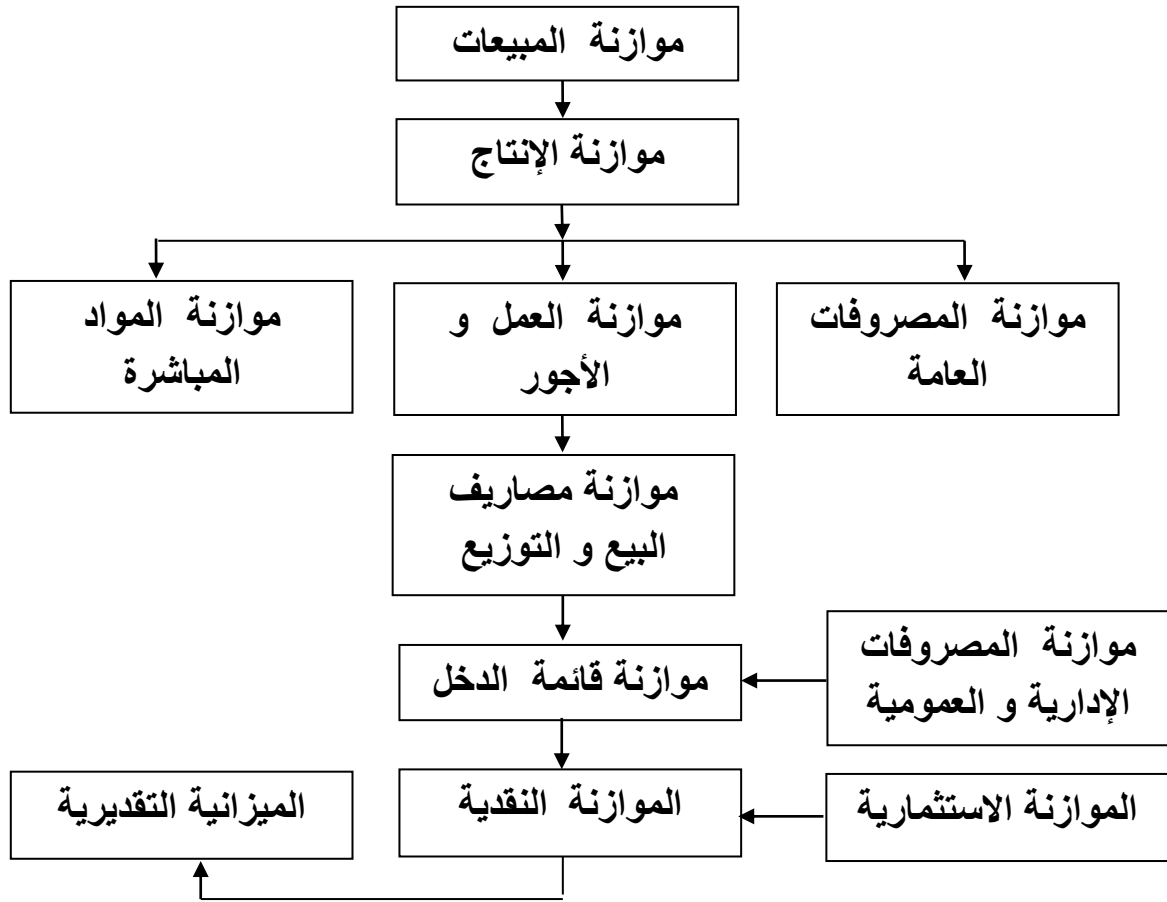 موازنة المبيعات
موازنة الإنتاج
موازنة المصروفات
العامة
موازنة العمل و
الأجور
موازنة المواد
المباشرة
موازنة مصاريف
البيع و التوزيع
موازنة المصروفات
الإدارية و العمومية
موازنة قائمة الدخل
الموازنة الاستثمارية
الموازنة النقدية
الميزانية التقديرية